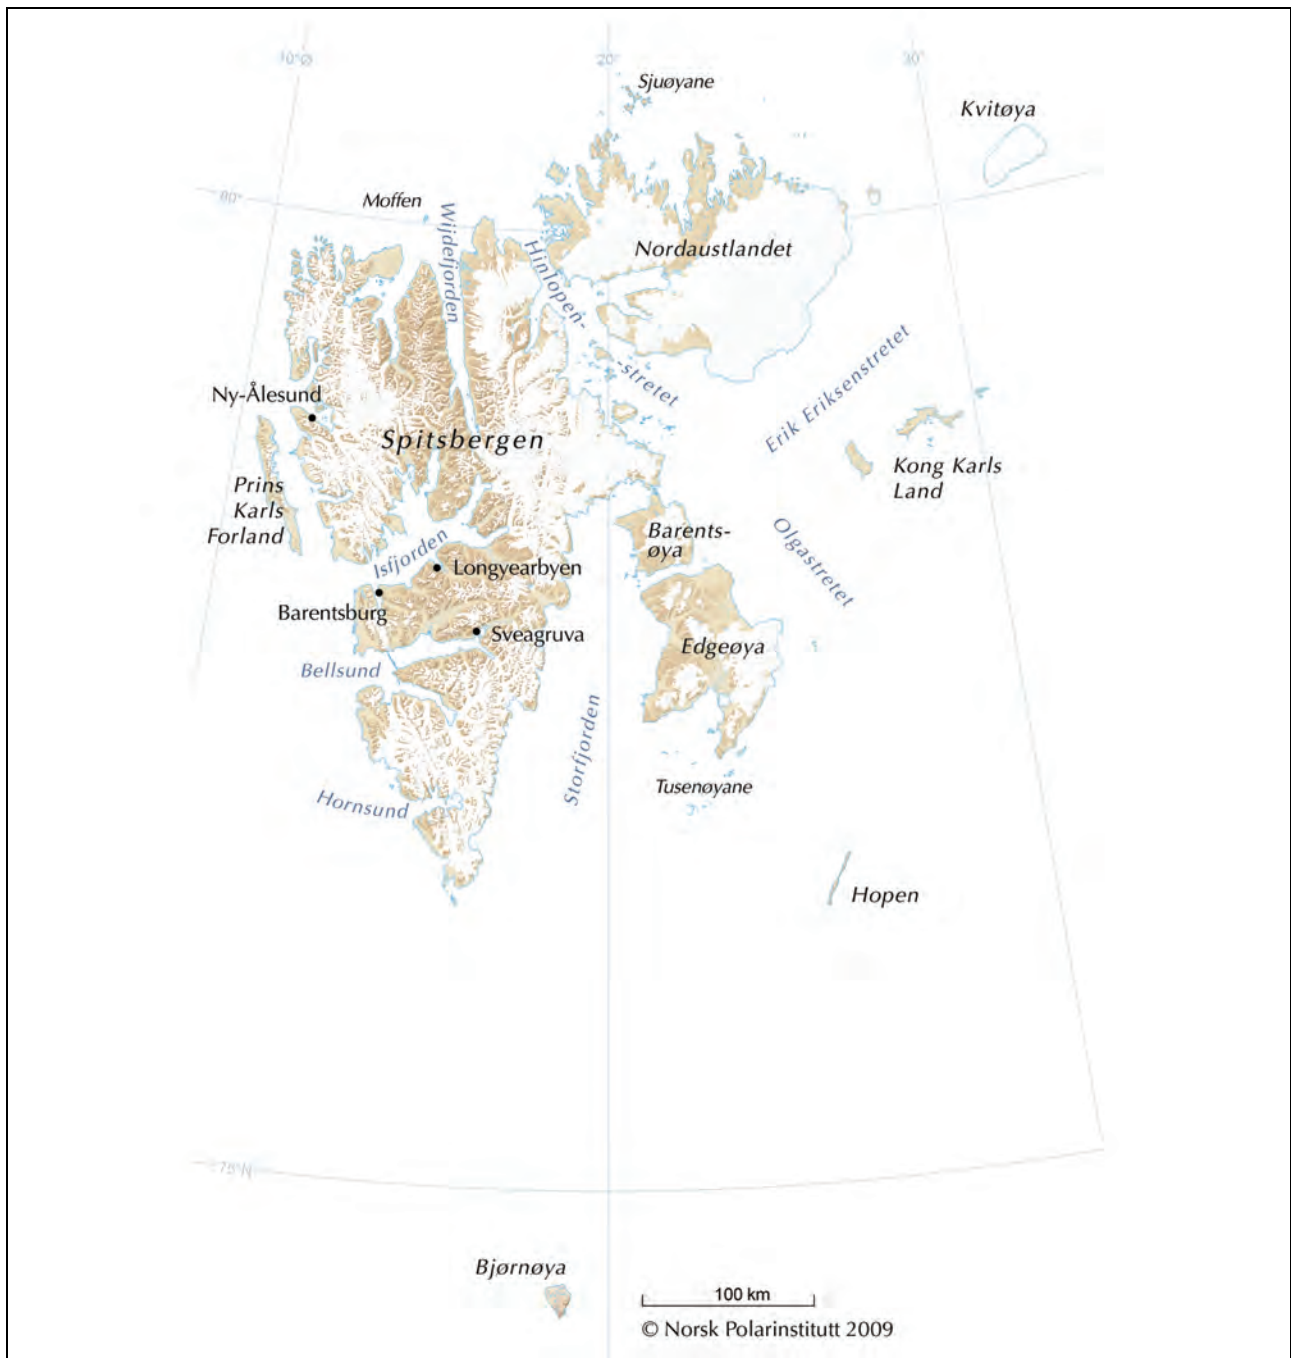 10°Ø
20°
30°
Sjuøyane
Kvitøya
80°
Moffen
Wijdefjorden
Hinlopen-
Nordaustlandet
-stretet
Erik Eriksenstretet
Ny-Ålesund
Spitsbergen
Kong Karls
Land
Prins
Karls
Forland
Barents-
øya
Olgastretet
Isfjorden
Longyearbyen
Barentsburg
Sveagruva
Edgeøya
Bellsund
Storfjorden
Tusenøyane
Hornsund
Hopen
75°N
Bjørnøya
100 km
© Norsk Polarinstitutt 2009